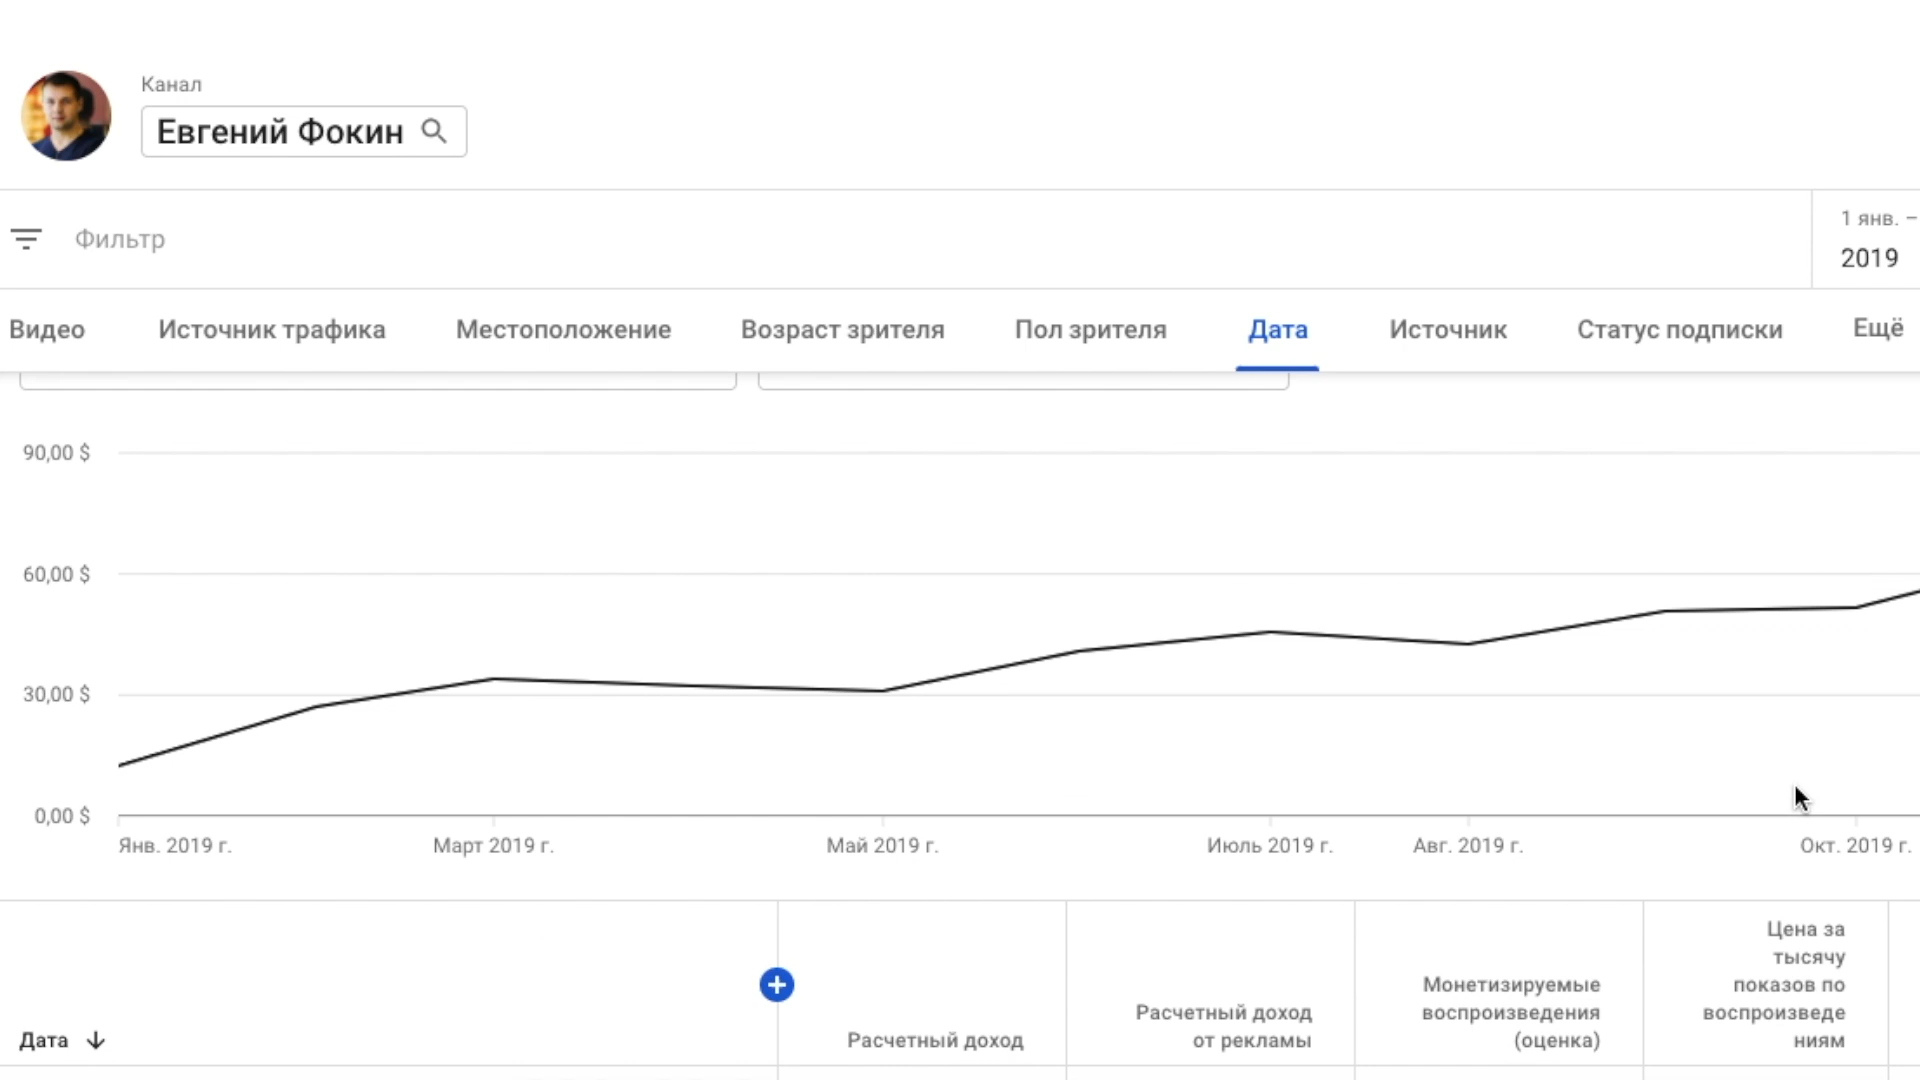 Канал
Евгений Фокин
Фильтр
1 янв. –
2019
Видео
Источник трафика
Местоположение
Возраст зрителя
Пол зрителя
Дата
Источник
Статус подписки
Ещё
90,00 $
60,00 $
30,00 $
0,00 $
Янв. 2019 г.
Март 2019 г.
Май 2019 г.
Июль 2019 г.
Авг. 2019 г.
Окт. 2019 г.
Дата
Расчетный доход
Расчетный доход
от рекламы
Монетизируемые
воспроизведения
(оценка)
Цена за
тысячу
показов по
воспроизведе
ниям